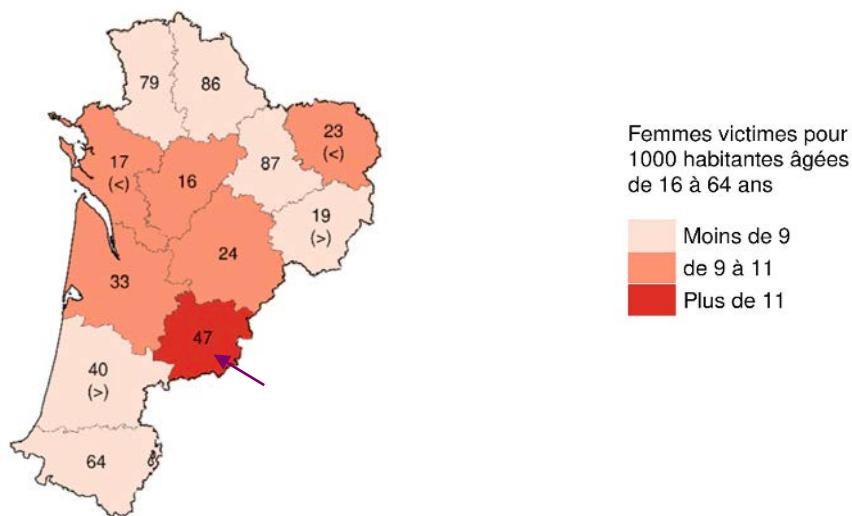 79
86
23
(<)
17
(<)
16
87
19
(>)
24
33
47
40
(>)
64
Femmes victimes pour
1000 habitantes âgées
de 16 à 64 ans
Moins de 9
de 9 à 11
Plus de 11